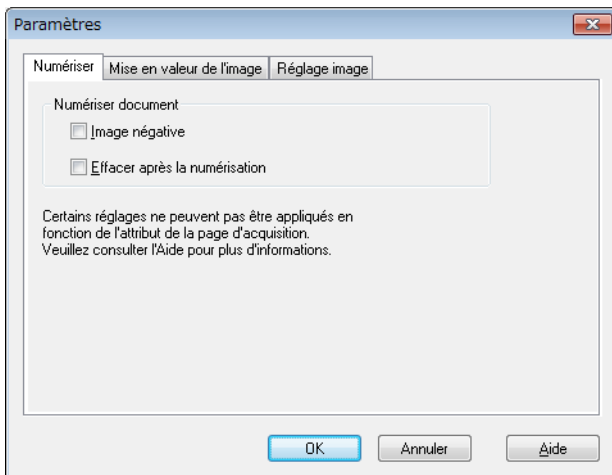 Paramètres
Numériser
Mise en valeur de l'image
Réglage image
Numériser document
Image négative
Effacer après la numérisation
Certains réglages ne peuvent pas être appliqués en
fonction de l'attribut de la page d'acquisition.
Veuillez consulter l'Aide pour plus d'informations.
OK
Annuler
Aide